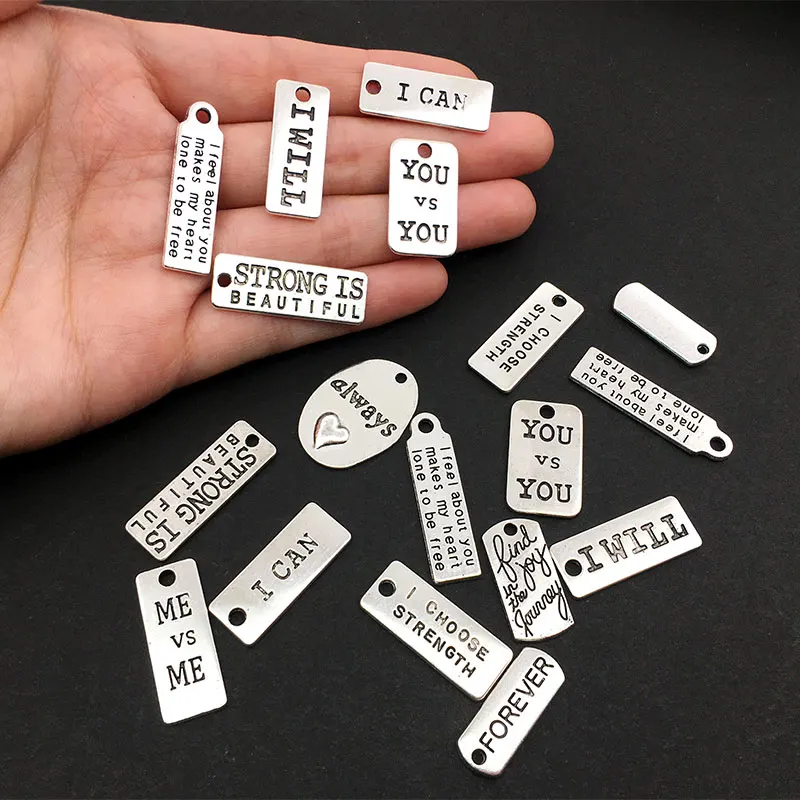 I CAN
I WILL
I feel about you
makes my heart
lone to be free
YOU
vs
YOU
STRONG IS
BEAUTIFUL
I CHOOSE
STRENGTH
I feel about you
makes my heart
lone to be free
always
YOU
vs
YOU
I feel about you
makes my heart
lone to be free
STRONG IS
BEAUTIFUL
I CAN
I WILL
find
joy
in
the
Journey
ME
vs
ME
I CHOOSE
STRENGTH
FOREVER